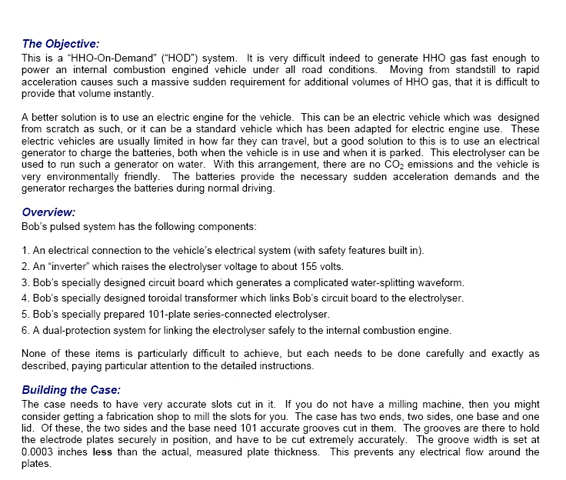 The Objective:
This is a "HHO-On-Demand" ("HOD") system. It is very difficult indeed to generate HHO gas fast enough to
power an internal combustion engined vehicle under all road conditions. Moving from standstill to rapid
acceleration causes such a massive sudden requirement for additional volumes of HHO gas, that it is difficult to
provide that volume instantly.
A better solution is to use an electric engine for the vehicle. This can be an electric vehicle which was designed
from scratch as such, or it can be a standard vehicle which has been adapted for electric engine use. These
electric vehicles are usually limited in how far they can travel, but a good solution to this is to use an electrical
generator to charge the batteries, both when the vehicle is in use and when it is parked. This electrolyser can be
used to run such a generator on water. With this arrangement, there are no CO₂ emissions and the vehicle is
very environmentally friendly. The batteries provide the necessary sudden acceleration demands and the
generator recharges the batteries during normal driving.
Overview:
Bob's pulsed system has the following components:
1. An electrical connection to the vehicle's electrical system (with safety features built in).
2. An "inverter" which raises the electrolyser voltage to about 155 volts.
3. Bob's specially designed circuit board which generates a complicated water-splitting waveform.
4. Bob's specially designed toroidal transformer which links Bob's circuit board to the electrolyser.
5. Bob's specially prepared 101-plate series-connected electrolyser.
6. A dual-protection system for linking the electrolyser safely to the internal combustion engine.
None of these items is particularly difficult to achieve, but each needs to be done carefully and exactly as
described, paying particular attention to the detailed instructions.
Building the Case:
The case needs to have very accurate slots cut in it. If you do not have a milling machine, then you might
consider getting a fabrication shop to mill the slots for you. The case has two ends, two sides, one base and one
lid. Of these, the two sides and the base need 101 accurate grooves cut in them. The grooves are there to hold
the electrode plates securely in position, and have to be cut extremely accurately. The groove width is set at
0.0003 inches less than the actual, measured plate thickness. This prevents any electrical flow around the
plates.